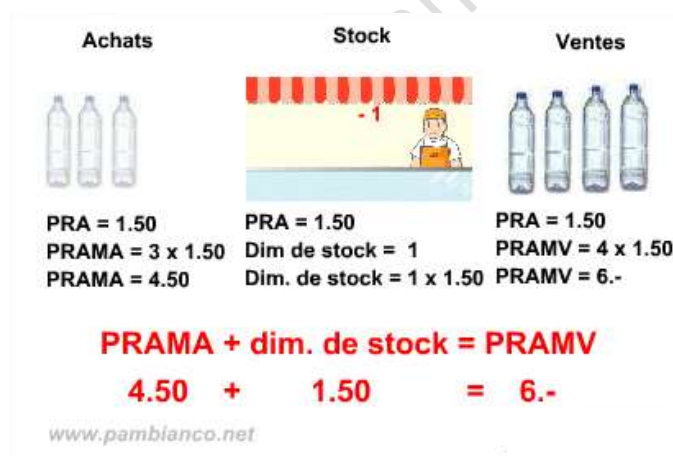 Achats
Stock
Ventes
- 1
PRA = 1.50
PRAMA = 3 x 1.50
PRAMA = 4.50
PRA = 1.50
Dim de stock = 1
Dim. de stock = 1 x 1.50
PRA = 1.50
PRAMV = 4 x 1.50
PRAMV = 6.-
PRAMA + dim. de stock = PRAMV
4.50 + 1.50 = 6.-
www.pambianco.net